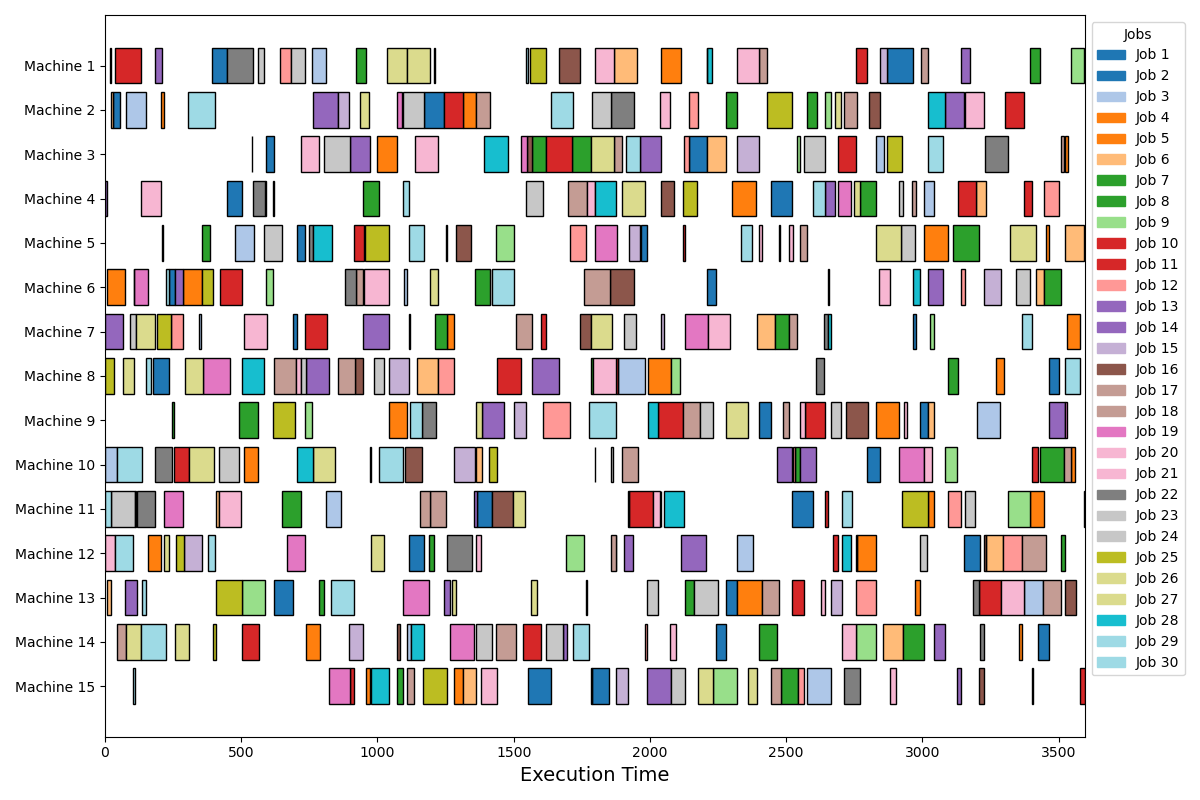 Jobs
Machine 1
Machine 2
Machine 3
Machine 4
Machine 5
Machine 6
Machine 7
Machine 8
Machine 9
Machine 10
Machine 11
Machine 12
Machine 13
Machine 14
Machine 15
Job 1
Job 2
Job 3
Job 4
Job 5
Job 6
Job 7
Job 8
Job 9
Job 10
Job 11
Job 12
Job 13
Job 14
Job 15
Job 16
Job 17
Job 18
Job 19
Job 20
Job 21
Job 22
Job 23
Job 24
Job 25
Job 26
Job 27
Job 28
Job 29
Job 30
0 500 1000 1500 2000 2500 3000 3500
Execution Time